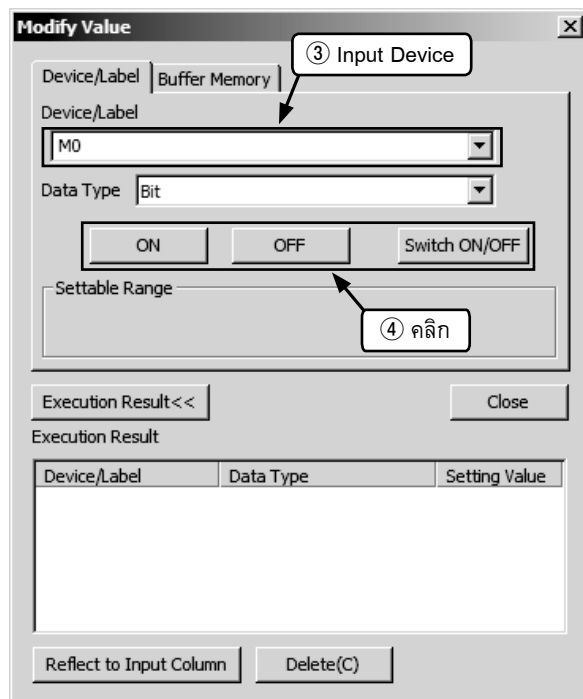 Modify Value
③ Input Device
Device/Label
Buffer Memory
Device/Label
M0
Data Type
Bit
ON
OFF
Switch ON/OFF
Settable Range
④ คลิก
Execution Result<<
Close
Execution Result
Device/Label
Data Type
Setting Value
Reflect to Input Column
Delete(C)